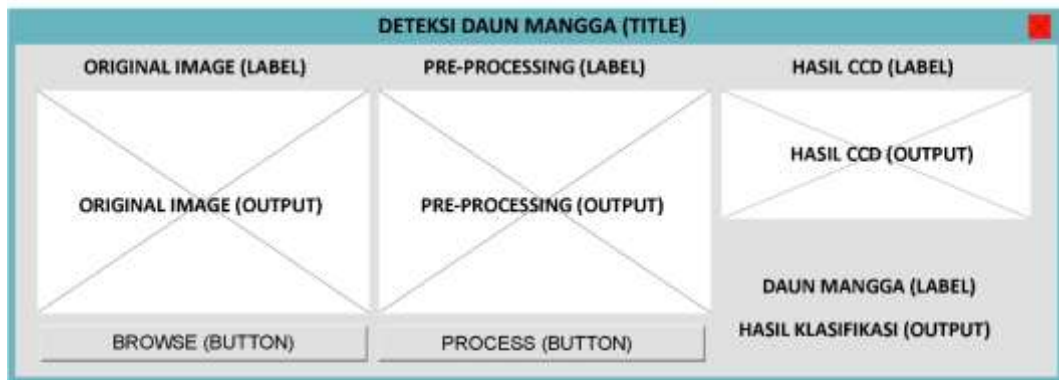 DETEKSI DAUN MANGGA (TITLE)
ORIGINAL IMAGE (LABEL)
PRE-PROCESSING (LABEL)
HASIL CCD (LABEL)
ORIGINAL IMAGE (OUTPUT)
PRE-PROCESSING (OUTPUT)
HASIL CCD (OUTPUT)
DAUN MANGGA (LABEL)
HASIL KLASIFIKASI (OUTPUT)
BROWSE (BUTTON)
PROCESS (BUTTON)